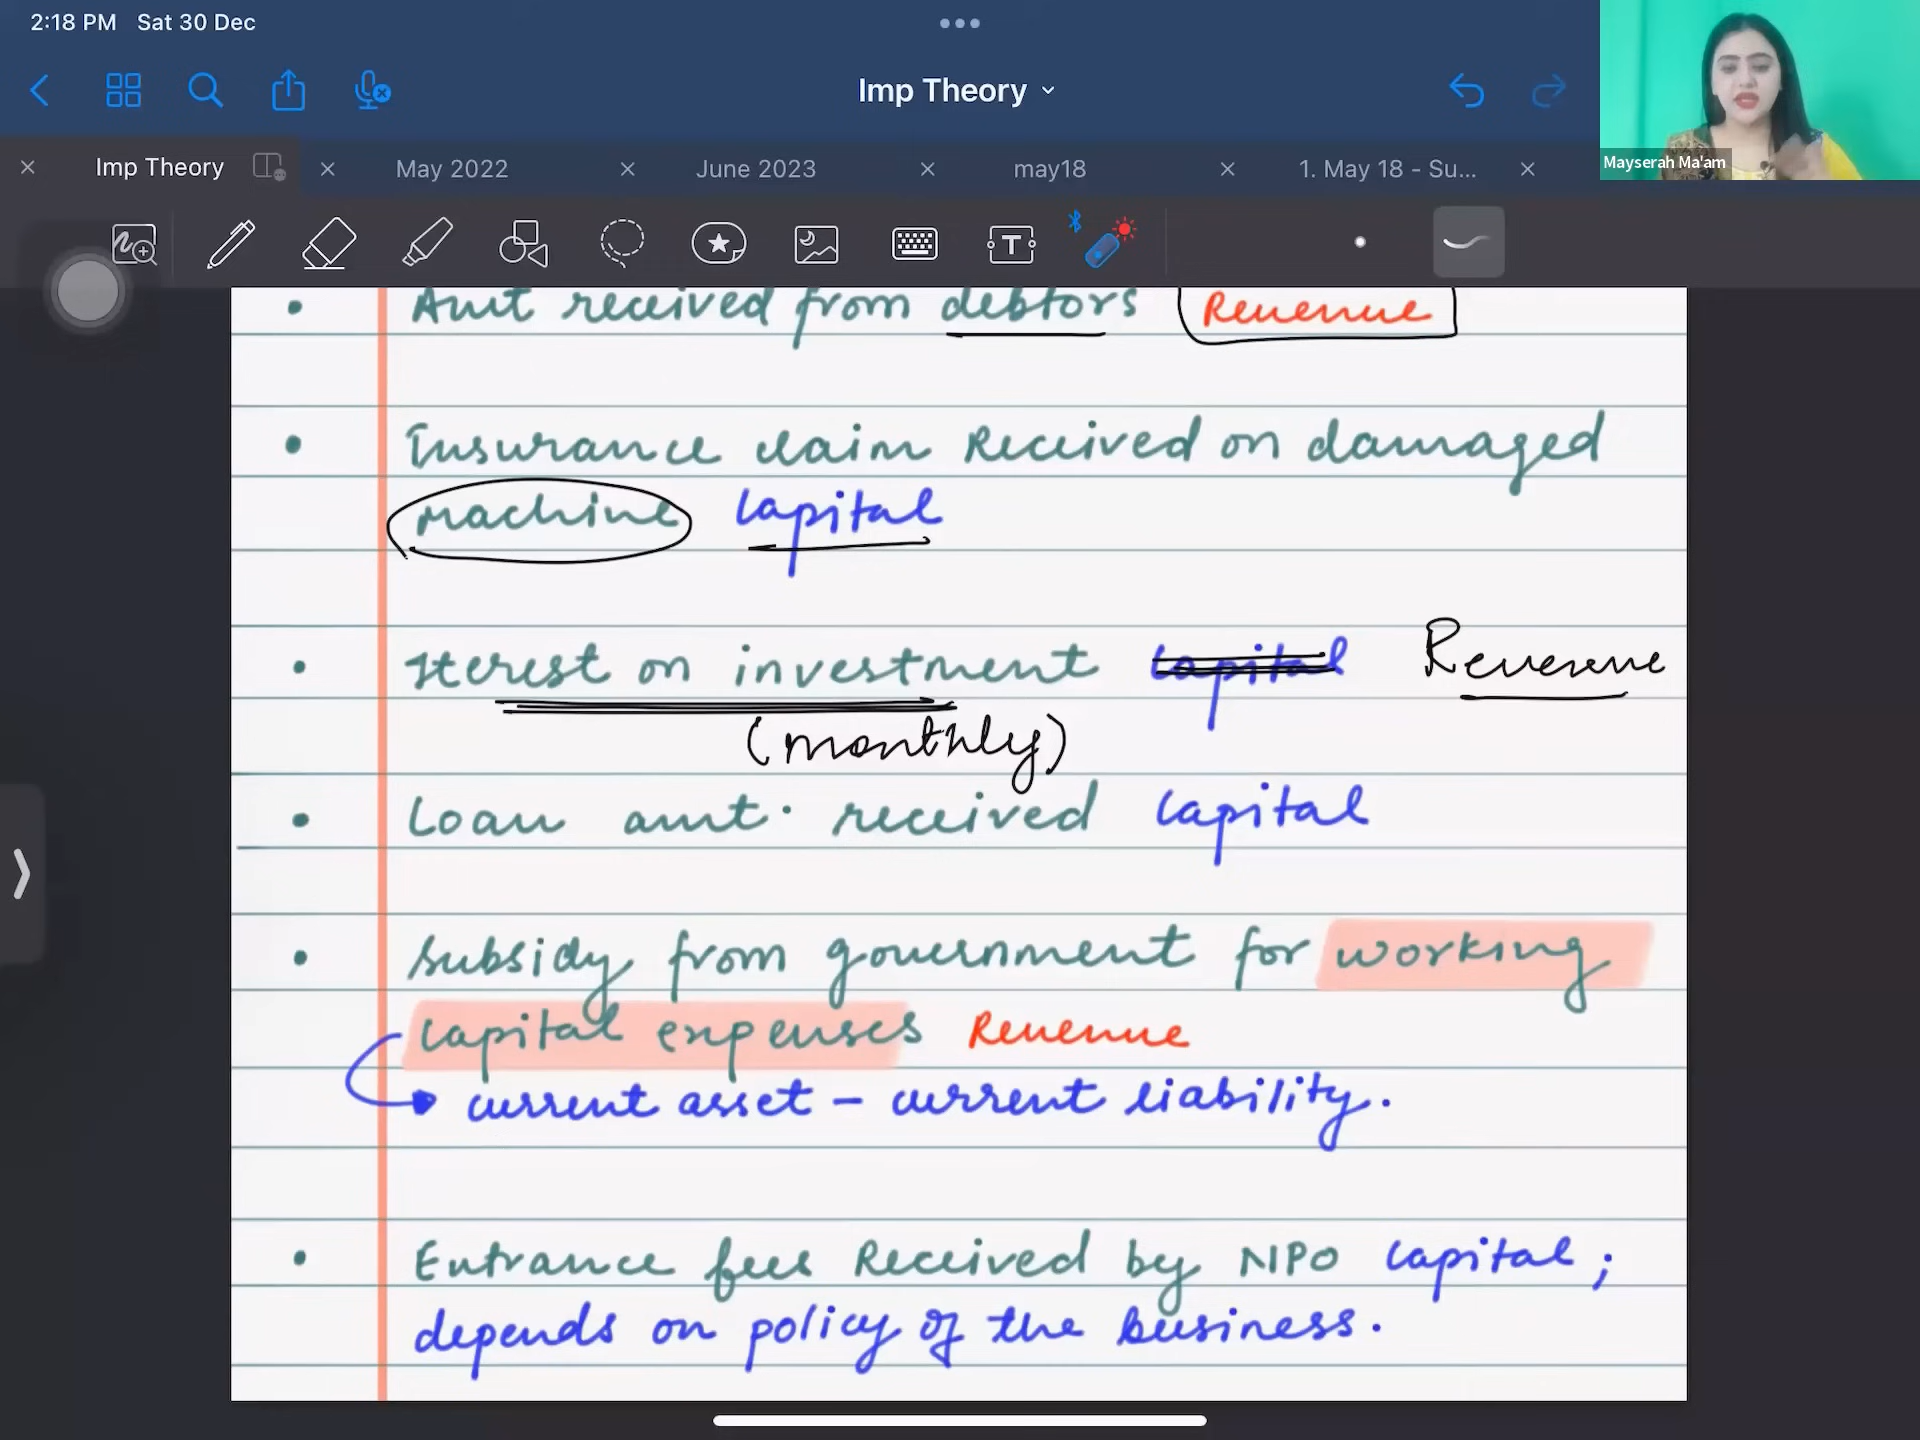 2:18 PM Sat 30 Dec
Imp Theory
Mayserah Ma'am
Imp Theory May 2022 June 2023 may18 1. May 18 - Su...
T
• Amt received from debtors Revenue
• Insurance claim Received on damaged
machine Capital
• Iterest on investment Capital Revenue
(monthly)
• Loan amt. received Capital
• Subsidy from government for working
capital expenses Revenue
current asset – current liability.
• Entrance fees Received by NPO Capital;
depends on policy of the business.